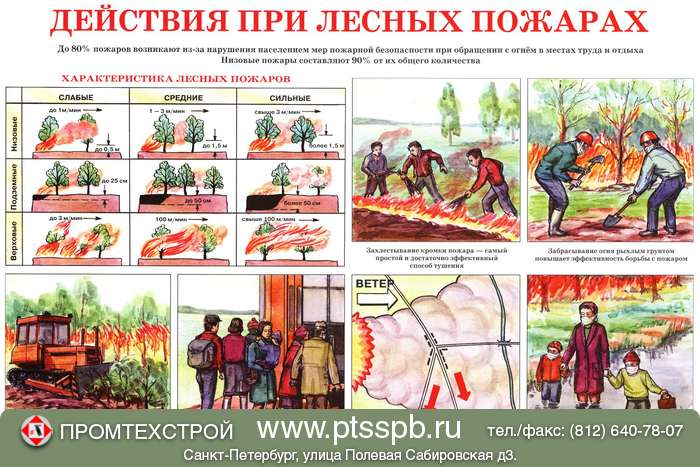 ДЕЙСТВИЯ ПРИ ЛЕСНЫХ ПОЖАРАХ
До 80% пожаров возникают из-за нарушения населением мер пожарной безопасности при обращении с огнём в местах труда и отдыха
Низовые пожары составляют 90% от их общего количества
ХАРАКТЕРИСТИКА ЛЕСНЫХ ПОЖАРОВ
СЛАБЫЕ СРЕДНИЕ СИЛЬНЫЕ
Низовые
до 1м/мин 1 – 3 м/мин свыше 3 м/мин
до 0,5 м до 1,5 м более 1,5 м
Подземные
до 25 см до 50 см более 50 см
Верховые
до 3 м/мин 100 м/мин свыше 100 м/мин
Захлестывание кромки пожара — самый
простой и достаточно эффективный
способ тушения
Забрасывание огня рыхлым грунтом
повышает эффективность борьбы с пожаром
ВЕТЕР
ПРОМТЕХСТРОЙ
www.ptsspb.ru
тел./факс: (812) 640-78-07
Санкт-Петербург, улица Полевая Сабировская д3.